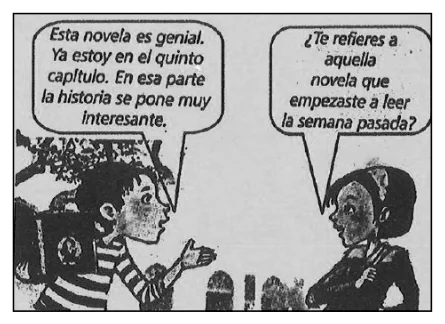 Esta novela es genial.
Ya estoy en el quinto
capítulo. En esa parte
la historia se pone muy
interesante.
¿Te refieres a
aquella
novela que
empezaste a leer
la semana pasada?